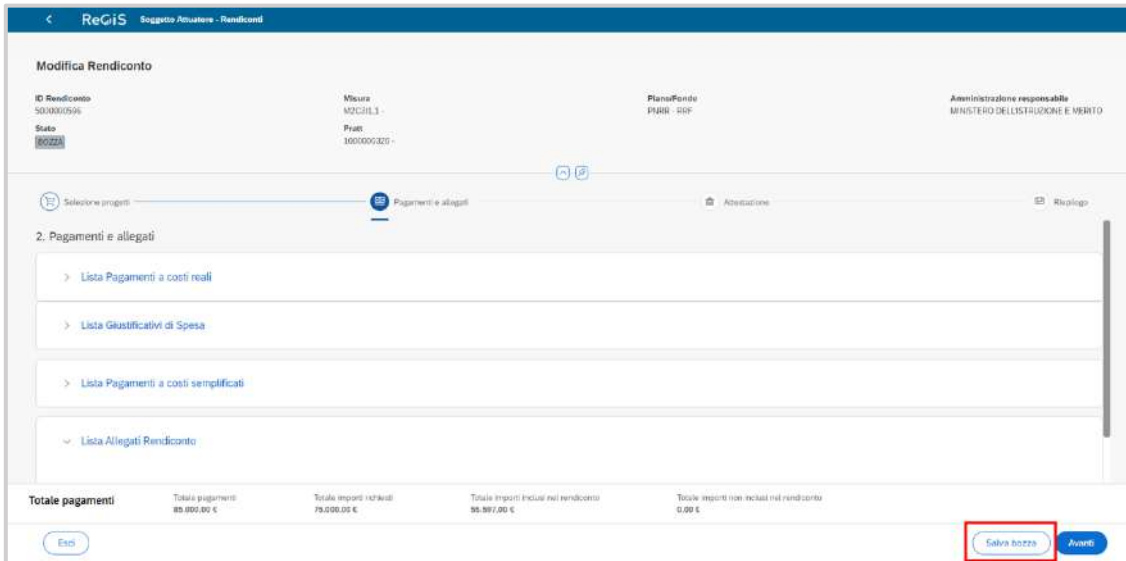 ReGiS Soggetto Attuatore - Rendiconti
Modifica Rendiconto
ID Rendiconto Misura Piano/Fondo Amministrazione responsabile
PNRR - RRF MINISTERO DELL'ISTRUZIONE E MERITO
Stato Pratt
BOZZA 1000000320 -
Selezione progetti Pagamenti e allegati Attestazione Riepilogo
2. Pagamenti e allegati
Lista Pagamenti a costi reali
Lista Giustificativi di Spesa
Lista Pagamenti a costi semplificati
Lista Allegati Rendiconto
Totale pagamenti Totale pagamenti Totale importi richiesti Totale importi inclusi nel rendiconto Totale importi non inclusi nel rendiconto
85.000,00 € 75.000,00 € 0,00 €
Esci Salva bozza Avanti